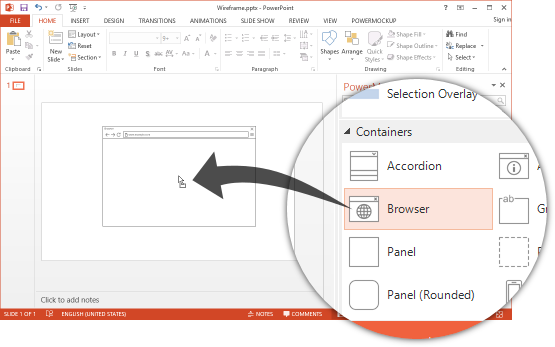 Wireframe.pptx - PowerPoint
FILE HOME INSERT DESIGN TRANSITIONS ANIMATIONS SLIDE SHOW REVIEW VIEW POWERMOCKUP Sign in
Paste
New Slide
Layout
Reset
Section
Shapes
Arrange
Quick Styles
Shape Fill
Shape Outline
Shape Effects
Find
Replace
Select
Clipboard
Slides
Font
Paragraph
Drawing
Editing
1
Selection Overlay
Containers
Accordion
Browser
ab
Panel
Panel (Rounded)
Click to add notes
SLIDE 1 OF 1 ENGLISH (UNITED STATES) NOTES COMMENTS